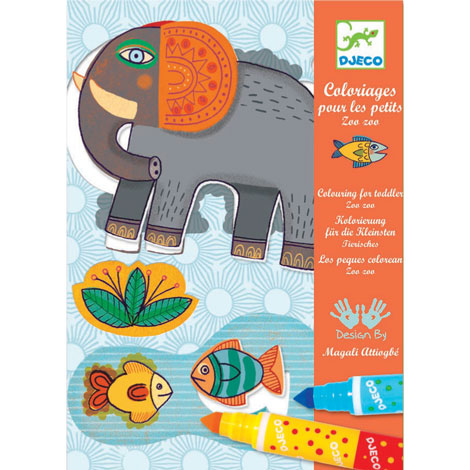 DJECO
Coloriages
pour les petits
Zoo-zoo
Colouring for toddler
Zoo zoo
Kolorierung
für die Kleinsten
Tierisches
Los peques colorean
Zoo zoo
Design By
Magali Attiogbé
DJECO
DJECO